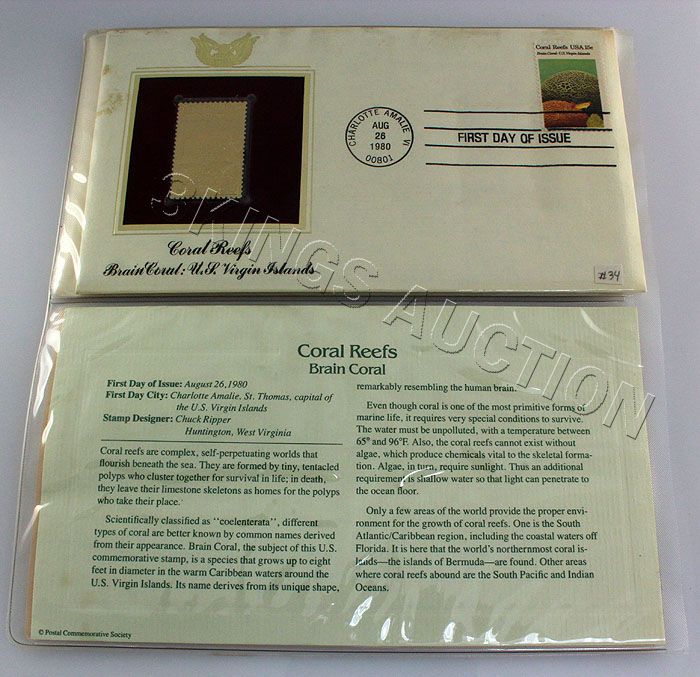 Coral Reefs USA 15c
Brain Coral: U.S. Virgin Islands
CHARLOTTE AMALIE VI
AUG
26
1980
00801
FIRST DAY OF ISSUE
Coral Reefs
Brain Coral: U.S. Virgin Islands
#34
3KINGS AUCTION
Coral Reefs
Brain Coral
First Day of Issue: August 26, 1980
First Day City: Charlotte Amalie, St. Thomas, capital of
the U.S. Virgin Islands
Stamp Designer: Chuck Ripper
Huntington, West Virginia
Coral reefs are complex, self-perpetuating worlds that
flourish beneath the sea. They are formed by tiny, tentacled
polyps who cluster together for survival in life; in death,
they leave their limestone skeletons as homes for the polyps
who take their place.
Scientifically classified as "coelenterata", different
types of coral are better known by common names derived
from their appearance. Brain Coral, the subject of this U.S.
commemorative stamp, is a species that grows up to eight
feet in diameter in the warm Caribbean waters around the
U.S. Virgin Islands. Its name derives from its unique shape,
remarkably resembling the human brain.
Even though coral is one of the most primitive forms of
marine life, it requires very special conditions to survive.
The water must be unpolluted, with a temperature between
65° and 96°F. Also, the coral reefs cannot exist without
algae, which produce chemicals vital to the skeletal forma-
tion. Algae, in turn, require sunlight. Thus an additional
requirement is shallow water so that light can penetrate to
the ocean floor.
Only a few areas of the world provide the proper envi-
ronment for the growth of coral reefs. One is the South
Atlantic/Caribbean region, including the coastal waters off
Florida. It is here that the world's northernmost coral is-
lands—the islands of Bermuda—are found. Other areas
where coral reefs abound are the South Pacific and Indian
Oceans.
© Postal Commemorative Society